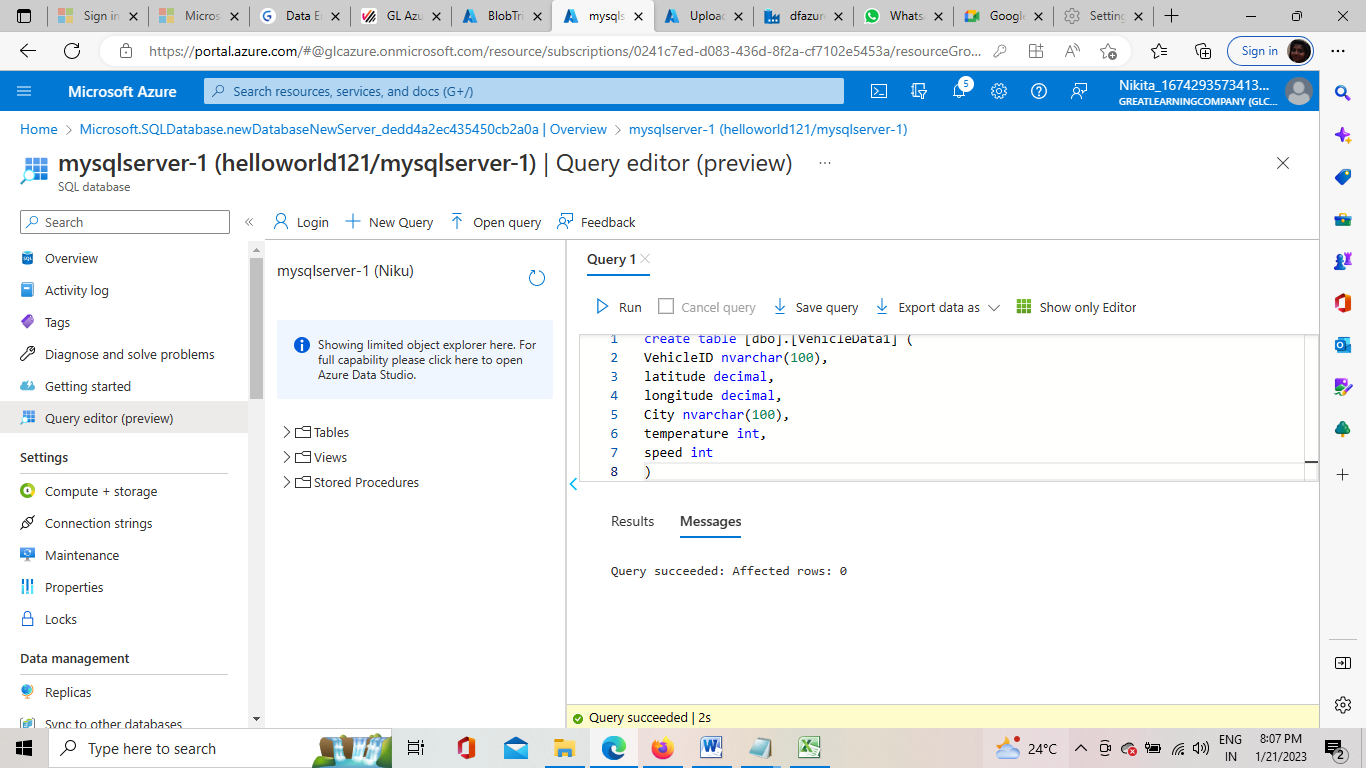 Sign in
Micros
Data E
GL Azu
BlobTri
mysqls
Upload
dfazure
Whats
Google
Setting
https://portal.azure.com/#@glcazure.onmicrosoft.com/resource/subscriptions/0241c7ed-d083-436d-8f2a-cf7102e5453a/resourceGro...
Sign in
Microsoft Azure
Search resources, services, and docs (G+/)
5
Nikita_1674293573413...
GREATLEARNINGCOMPANY (GLC...
Home > Microsoft.SQLDatabase.newDatabaseNewServer_dedd4a2ec435450cb2a0a | Overview > mysqlserver-1 (helloworld121/mysqlserver-1)
mysqlserver-1 (helloworld121/mysqlserver-1) | Query editor (preview) ...
SQL database
Search
«
Login
New Query
Open query
Feedback
Overview
Activity log
Tags
Diagnose and solve problems
Getting started
Query editor (preview)
Settings
Compute + storage
Connection strings
Maintenance
Properties
Locks
Data management
Replicas
Sync to other databases
mysqlserver-1 (Niku)
Showing limited object explorer here. For
full capability please click here to open
Azure Data Studio.
Tables
Views
Stored Procedures
Query 1
Run
Cancel query
Save query
Export data as
Show only Editor
1 create table [dbo].[VehicleData1] (
2 VehicleID nvarchar(100),
3 latitude decimal,
4 longitude decimal,
5 City nvarchar(100),
6 temperature int,
7 speed int
8 )
Results
Messages
Query succeeded: Affected rows: 0
Query succeeded | 2s
Type here to search
24°C
ENG
IN
8:07 PM
1/21/2023
2